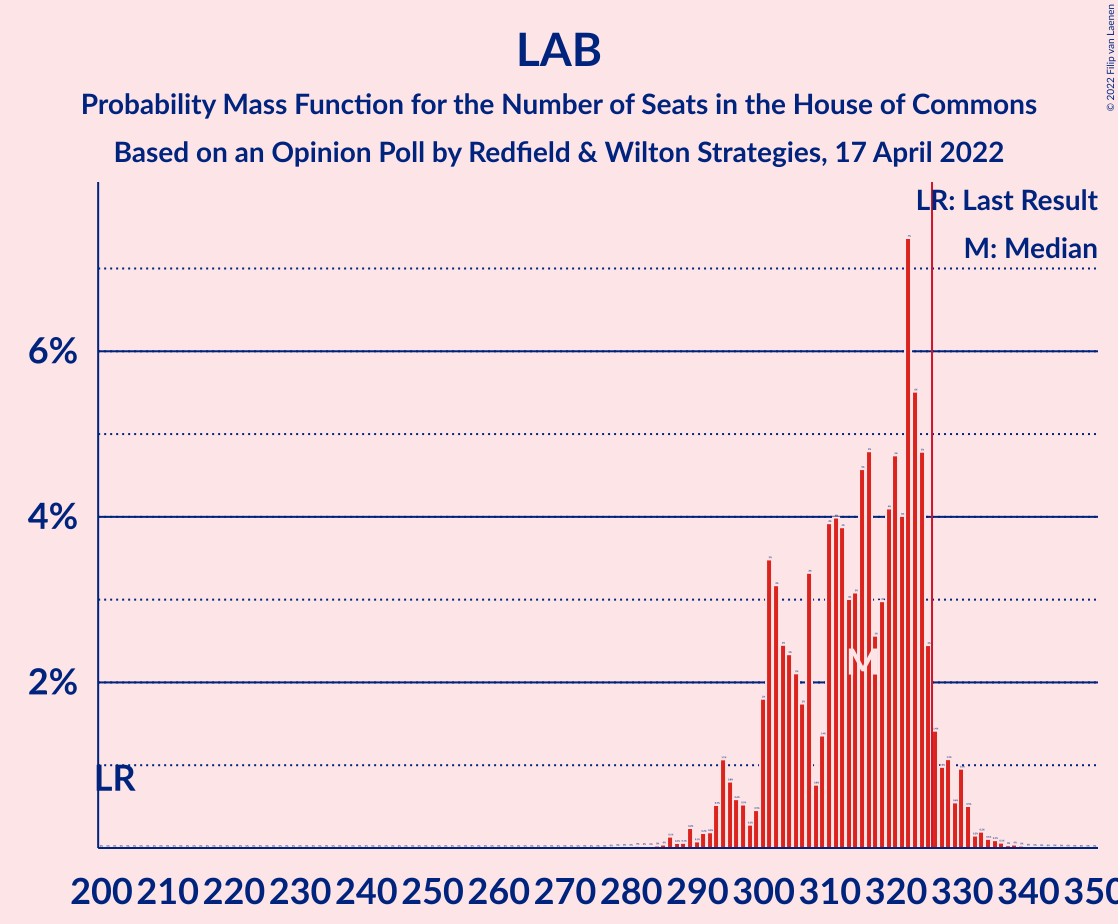 LAB
Probability Mass Function for the Number of Seats in the House of Commons
Based on an Opinion Poll by Redfield & Wilton Strategies, 17 April 2022
© 2022 Filip van Laenen
LR: Last Result
M: Median
6%
4%
2%
LR
M
200 210 220 230 240 250 260 270 280 290 300 310 320 330 340 350